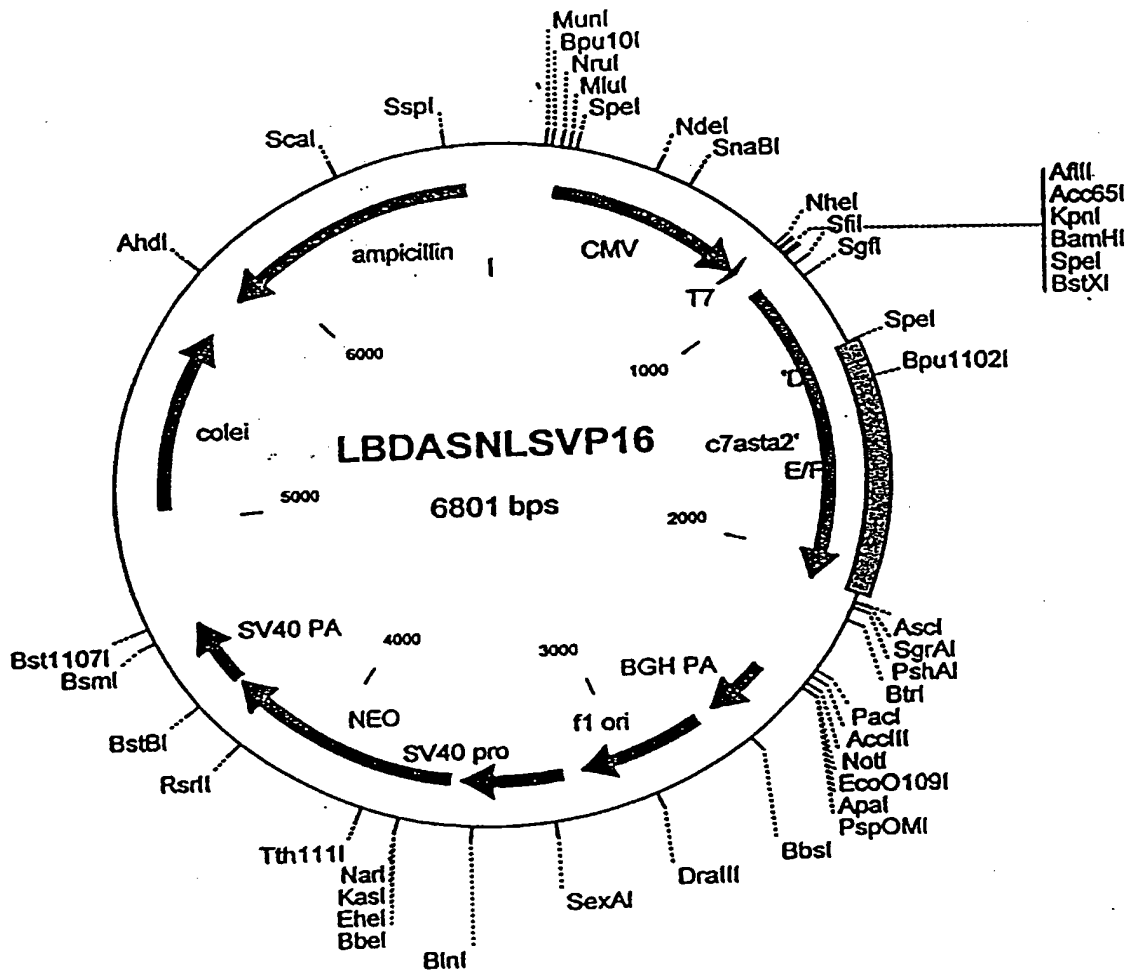 MunI
Bpu10I
NruI
MluI
SpeI
SspI
ScaI
NdeI
SnaBI
NheI
SfiI
SgfI
AflII
Acc65I
KpnI
BamHI
SpeI
BstXI
AhdI
ampicillin
I
CMV
T7
SpeI
Bpu1102I
6000
1000
'D'
colei
LBDASNLSVP16
6801 bps
c7asta2'
E/F
5000
2000
SV40 PA
4000
3000
BGH PA
AscI
SgrAI
PshAI
BtrI
Bst1107I
BsmI
NEO
f1 ori
SV40 pro
PacI
AccIII
NotI
EcoO109I
ApaI
PspOMI
BstBI
RsrII
BbsI
Tth111I
NarI
KasI
EheI
BbeI
BlnI
SexAI
DraIII